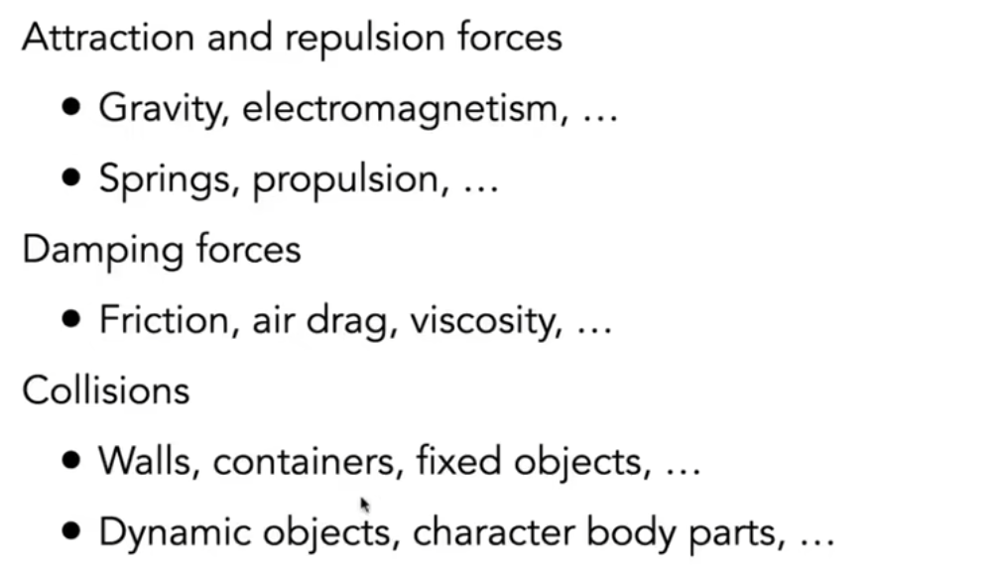 Attraction and repulsion forces
• Gravity, electromagnetism, …
• Springs, propulsion, …
Damping forces
• Friction, air drag, viscosity, …
Collisions
• Walls, containers, fixed objects, …
• Dynamic objects, character body parts, …